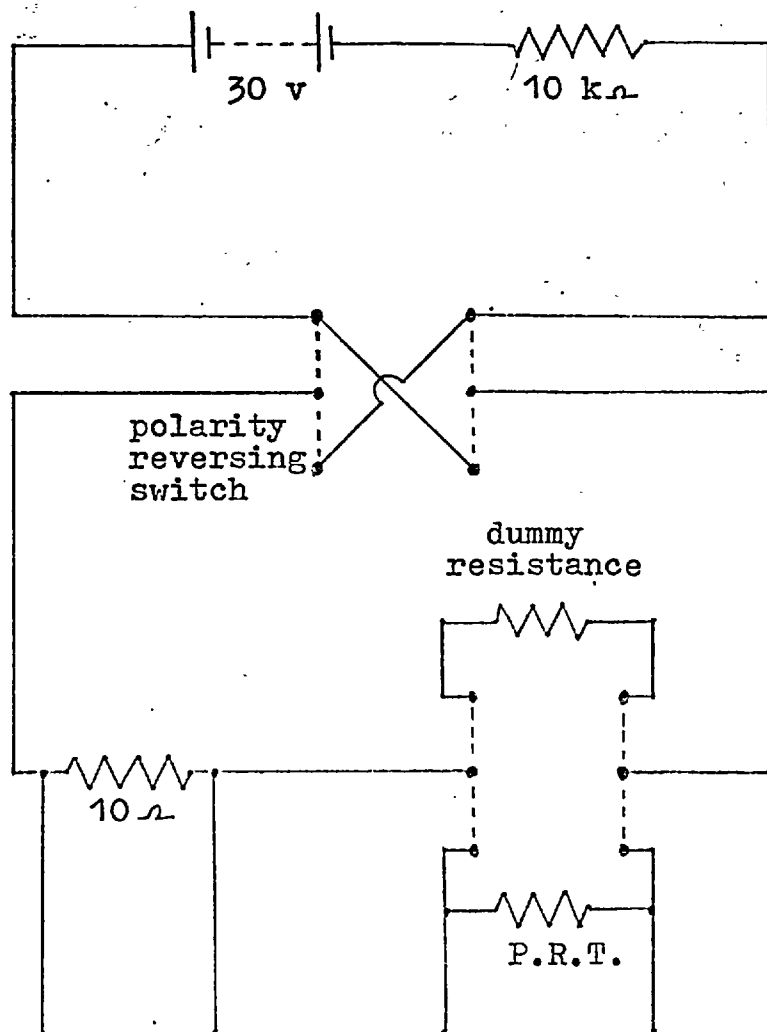 30 v
10 kΩ
polarity
reversing
switch
dummy
resistance
10 Ω
P.R.T.